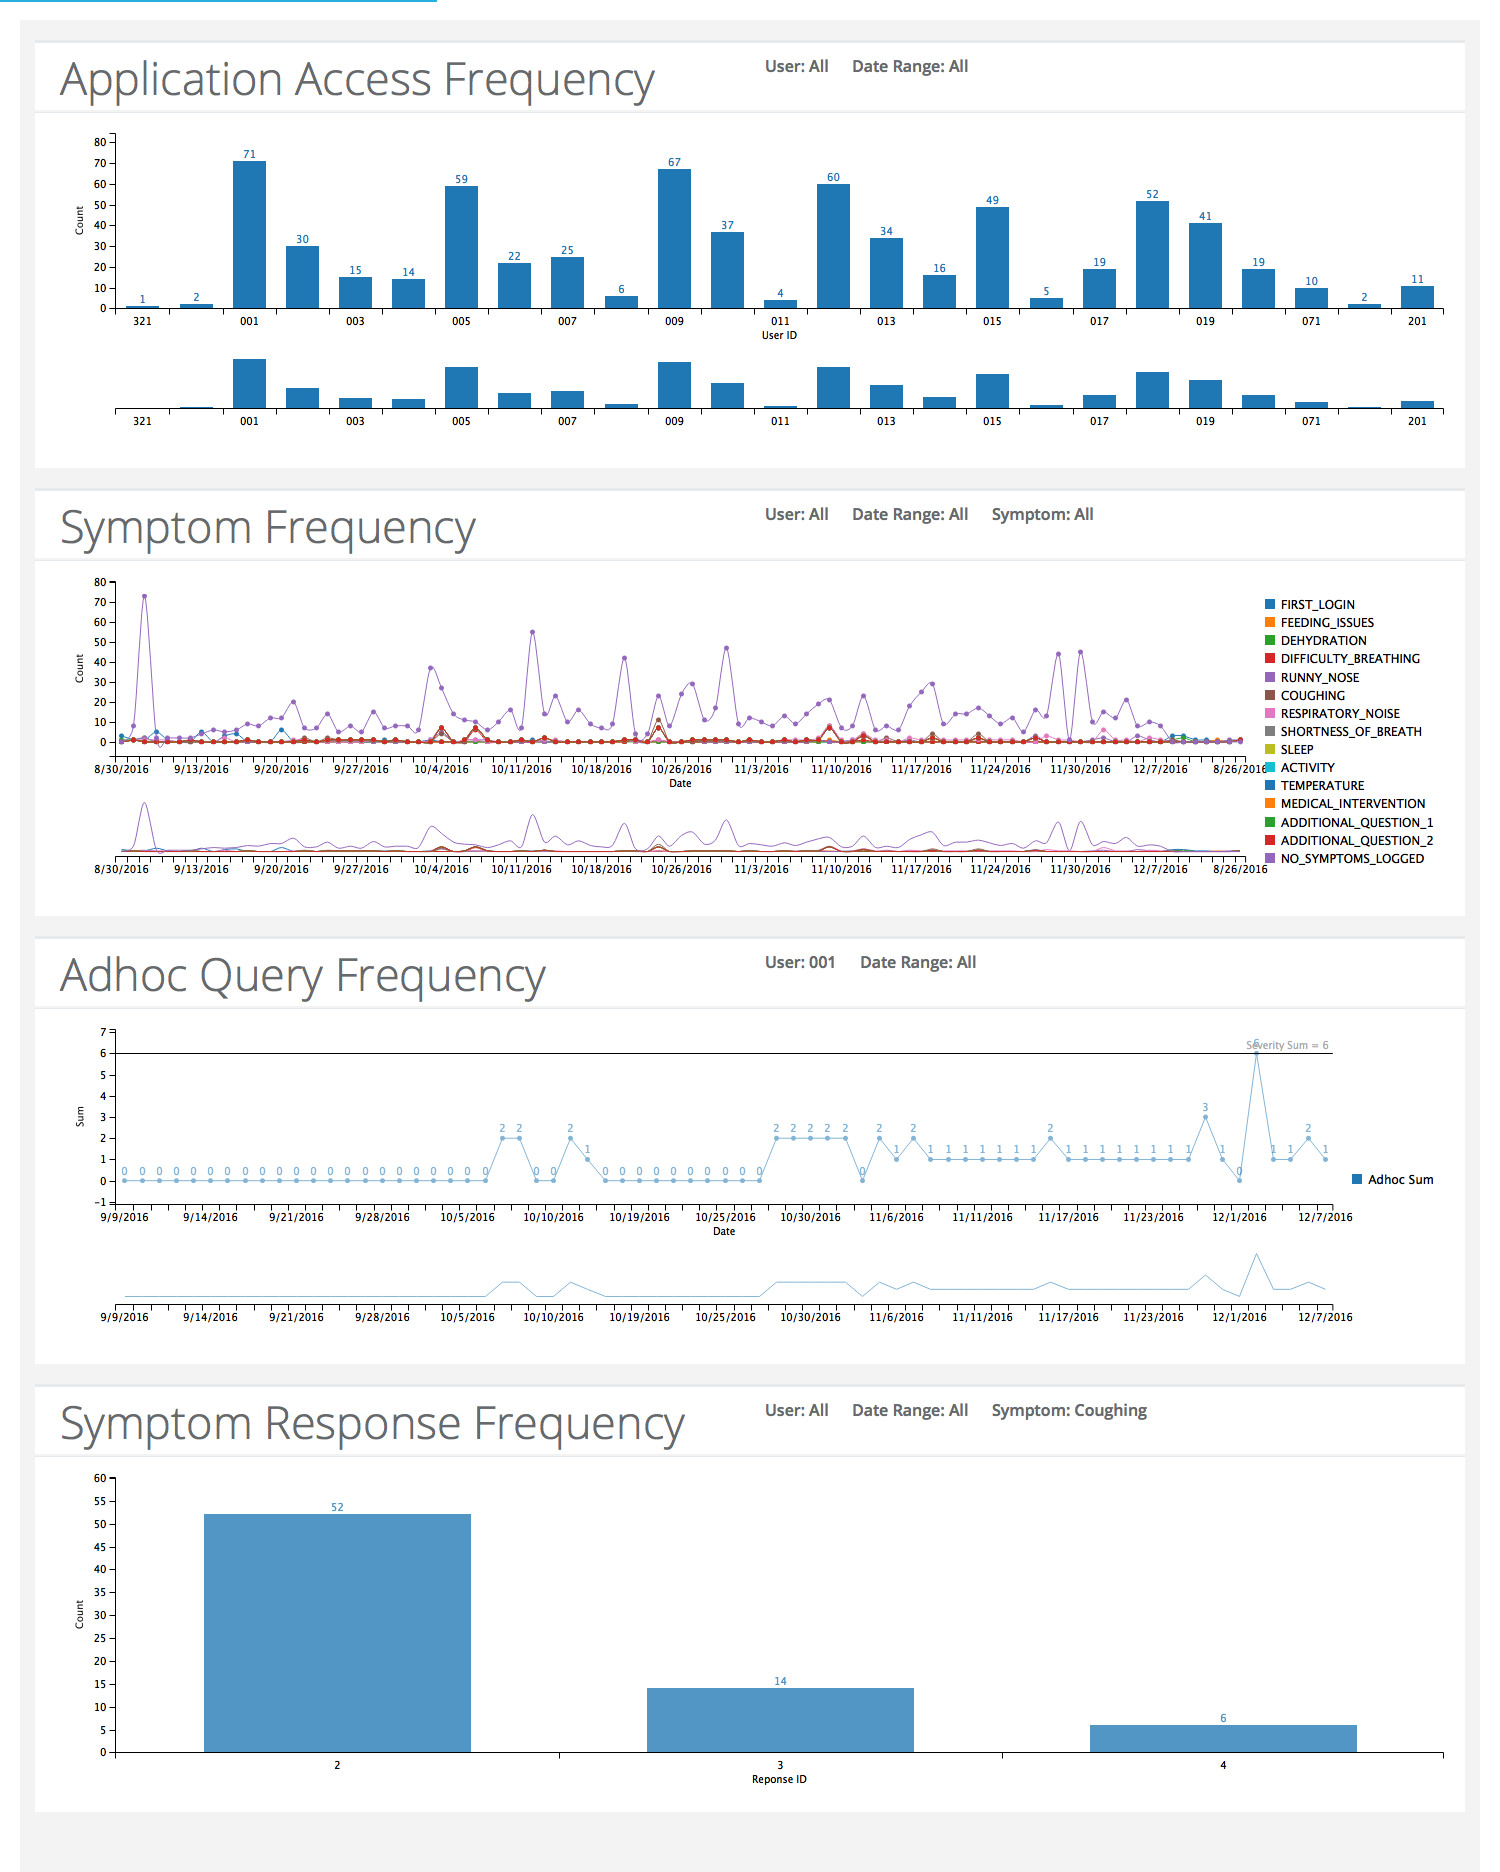 Application Access Frequency
User: All Date Range: All
80
70
60
50
40
30
20
10
0
Count
71
67
59
60
52
49
41
37
34
30
25
22
19
19
15
14
16
10
11
6
4
5
1
2
2
321 001 003 005 007 009 011 013 015 017 019 071 201
User ID
321 001 003 005 007 009 011 013 015 017 019 071 201
Symptom Frequency
User: All Date Range: All Symptom: All
80
70
60
50
40
30
20
10
0
Count
8/30/2016 9/13/2016 9/20/2016 9/27/2016 10/4/2016 10/11/2016 10/18/2016 10/26/2016 11/3/2016 11/10/2016 11/17/2016 11/24/2016 11/30/2016 12/7/2016 8/26/2016
Date
8/30/2016 9/13/2016 9/20/2016 9/27/2016 10/4/2016 10/11/2016 10/18/2016 10/26/2016 11/3/2016 11/10/2016 11/17/2016 11/24/2016 11/30/2016 12/7/2016 8/26/2016
FIRST_LOGIN
FEEDING_ISSUES
DEHYDRATION
DIFFICULTY_BREATHING
RUNNY_NOSE
COUGHING
RESPIRATORY_NOISE
SHORTNESS_OF_BREATH
SLEEP
ACTIVITY
TEMPERATURE
MEDICAL_INTERVENTION
ADDITIONAL_QUESTION_1
ADDITIONAL_QUESTION_2
NO_SYMPTOMS_LOGGED
Adhoc Query Frequency
User: 001 Date Range: All
7
6
5
4
3
2
1
0
−1
Sum
Severity Sum = 6
6
0 0 0 0 0 0 0 0 0 0 0 0 0 0 0 0 0 0 0 0 0 0 2 2 0 0 2 1 0 0 0 0 0 0 0 0 0 0 2 2 2 2 2 0 2 1 2 1 1 1 1 1 1 1 2 1 1 1 1 1 1 1 1 3 1 0 1 1 2 1
Adhoc Sum
9/9/2016 9/14/2016 9/21/2016 9/28/2016 10/5/2016 10/10/2016 10/19/2016 10/25/2016 10/30/2016 11/6/2016 11/11/2016 11/17/2016 11/23/2016 12/1/2016 12/7/2016
Date
9/9/2016 9/14/2016 9/21/2016 9/28/2016 10/5/2016 10/10/2016 10/19/2016 10/25/2016 10/30/2016 11/6/2016 11/11/2016 11/17/2016 11/23/2016 12/1/2016 12/7/2016
Symptom Response Frequency
User: All Date Range: All Symptom: Coughing
60
55
50
45
40
35
30
25
20
15
10
5
0
Count
52
14
6
2 3 4
Reponse ID